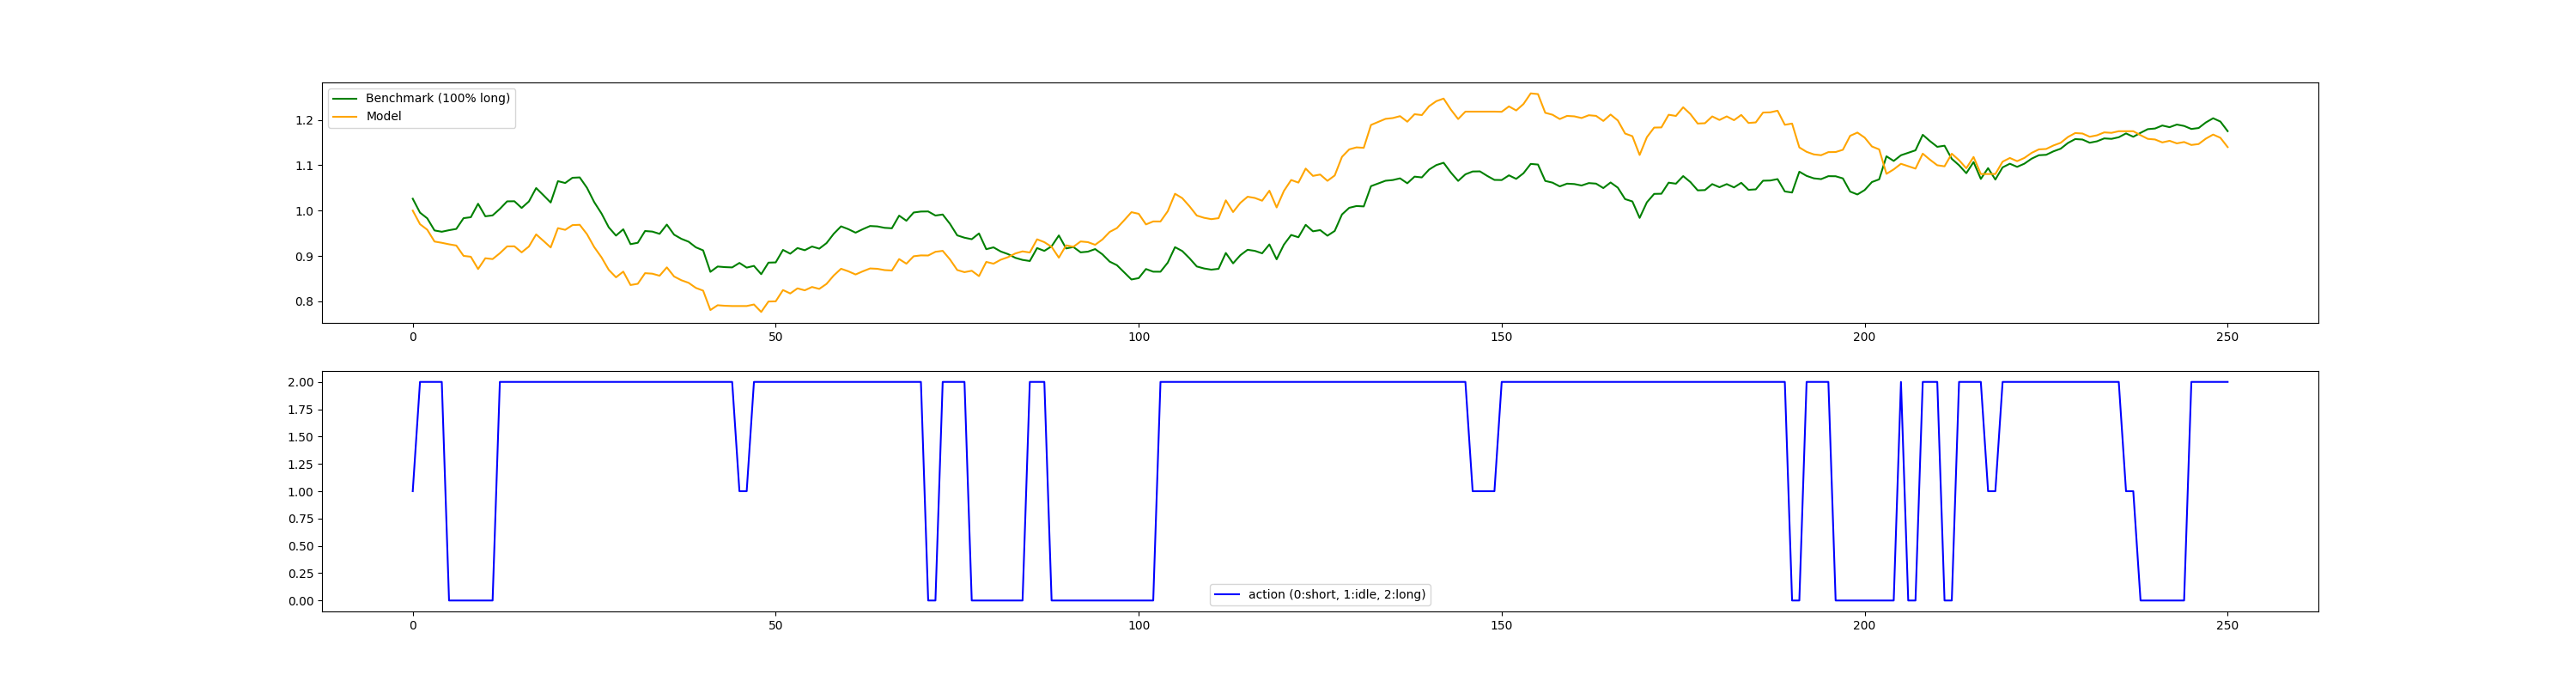 Benchmark (100% long)
Model
1.2
1.1
1.0
0.9
0.8
0 50 100 150 200 250
2.00
1.75
1.50
1.25
1.00
0.75
0.50
0.25
0.00
action (0:short, 1:idle, 2:long)
0 50 100 150 200 250